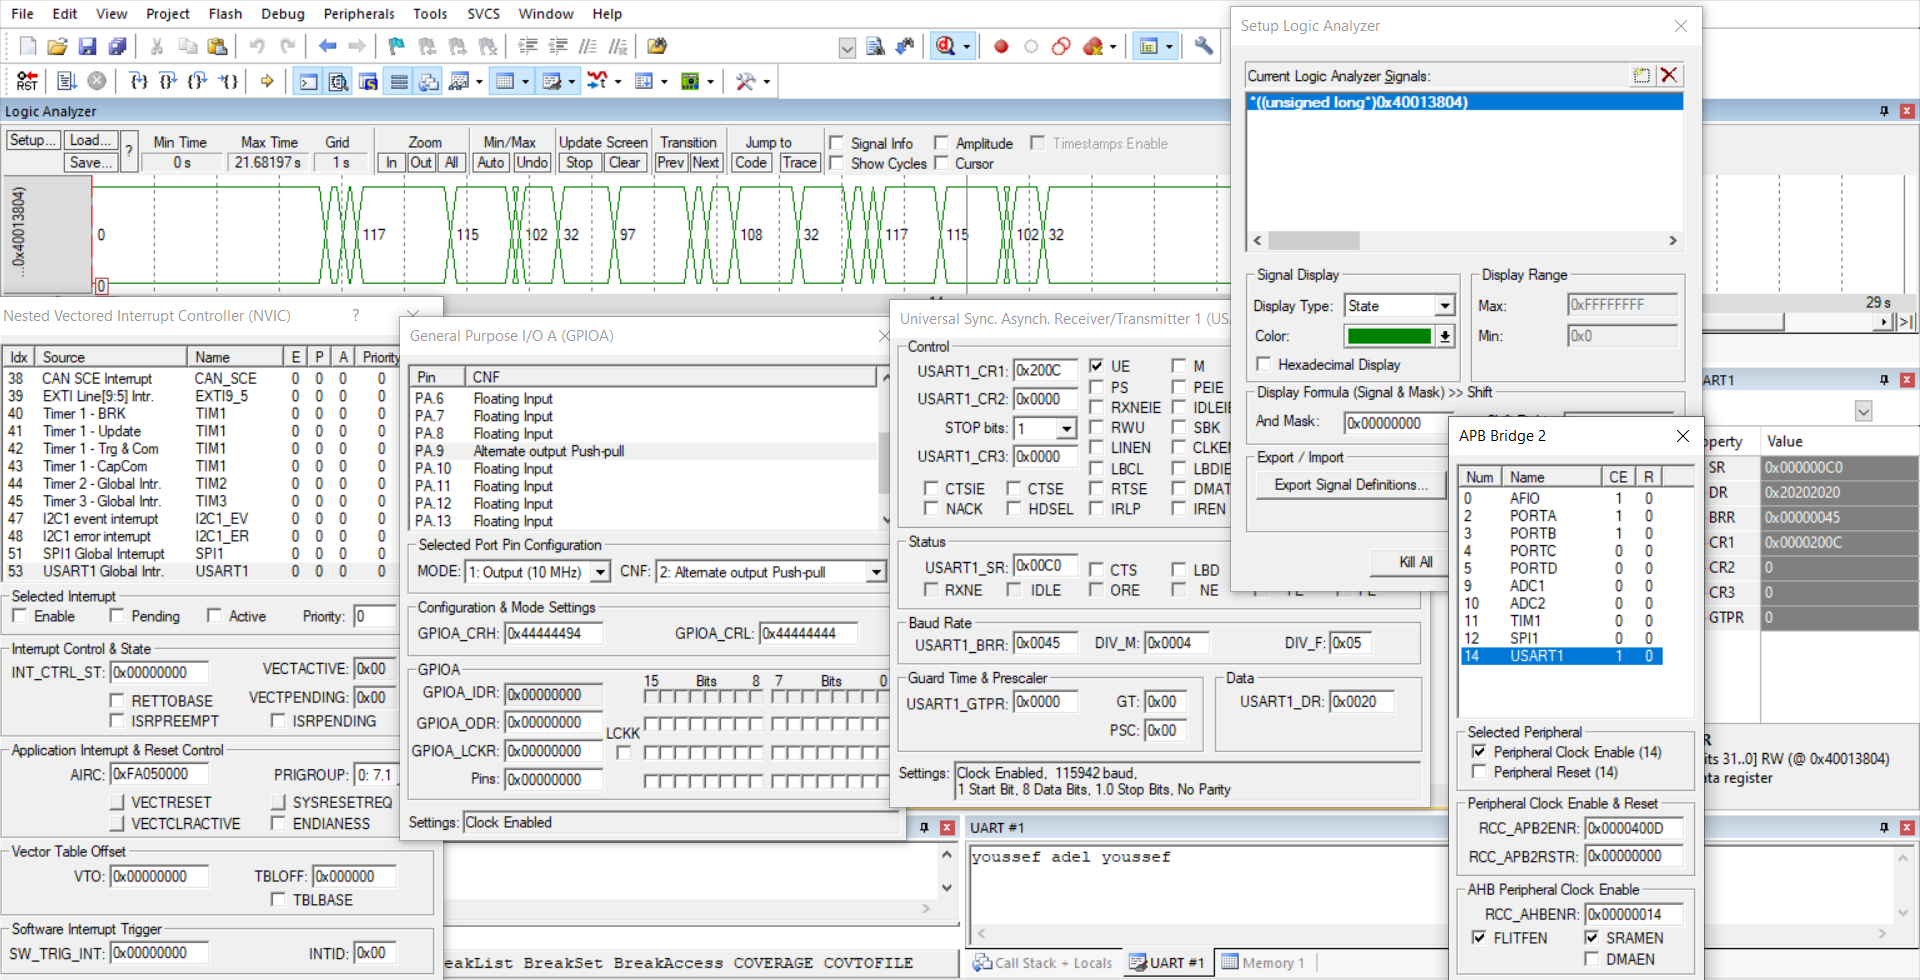 File Edit View Project Flash Debug Peripherals Tools SVCS Window Help
RST
Logic Analyzer
Setup... Load... Save... ?
Min Time Max Time Grid Zoom Min/Max Update Screen Transition Jump to
0 s 21.68197 s 1 s In Out All Auto Undo Stop Clear Prev Next Code Trace
Signal Info Amplitude Timestamps Enable
Show Cycles Cursor
...0x40013804)
0 117 115 102 32 97 108 32 117 115 102 32
0
29 s
Nested Vectored Interrupt Controller (NVIC) ?
Idx Source Name E P A Priority
38 CAN SCE Interrupt CAN_SCE 0 0 0 0
39 EXTI Line[9:5] Intr. EXTI9_5 0 0 0 0
40 Timer 1 - BRK TIM1 0 0 0 0
41 Timer 1 - Update TIM1 0 0 0 0
42 Timer 1 - Trg & Com TIM1 0 0 0 0
43 Timer 1 - CapCom TIM1 0 0 0 0
44 Timer 2 - Global Intr. TIM2 0 0 0 0
45 Timer 3 - Global Intr. TIM3 0 0 0 0
47 I2C1 event interrupt I2C1_EV 0 0 0 0
48 I2C1 error interrupt I2C1_ER 0 0 0 0
51 SPI1 Global Interrupt SPI1 0 0 0 0
53 USART1 Global Intr. USART1 0 0 0 0
Selected Interrupt
Enable Pending Active Priority: 0
Interrupt Control & State
INT_CTRL_ST: 0x00000000 VECTACTIVE: 0x00
RETTOBASE VECTPENDING: 0x00
ISRPREEMPT ISRPENDING
Application Interrupt & Reset Control
AIRC: 0xFA050000 PRIGROUP: 0: 7.1
VECTRESET SYSRESETREQ
VECTCLRACTIVE ENDIANESS
Vector Table Offset
VTO: 0x00000000 TBLOFF: 0x000000
TBLBASE
Software Interrupt Trigger
SW_TRIG_INT: 0x00000000 INTID: 0x00
General Purpose I/O A (GPIOA)
Pin CNF
PA.6 Floating Input
PA.7 Floating Input
PA.8 Floating Input
PA.9 Alternate output Push-pull
PA.10 Floating Input
PA.11 Floating Input
PA.12 Floating Input
PA.13 Floating Input
Selected Port Pin Configuration
MODE: 1: Output (10 MHz) CNF: 2: Alternate output Push-pull
Configuration & Mode Settings
GPIOA_CRH: 0x44444494 GPIOA_CRL: 0x44444444
GPIOA
15 Bits 8 7 Bits 0
GPIOA_IDR: 0x00000000
GPIOA_ODR: 0x00000000
LCKK
GPIOA_LCKR: 0x00000000
Pins: 0x00000000
Settings: Clock Enabled
Universal Sync. Asynch. Receiver/Transmitter 1 (USA
Control
USART1_CR1: 0x200C UE M
PS PEIE
USART1_CR2: 0x0000 RXNEIE IDLEIE
STOP bits: 1 RWU SBK
LINEN CLKEN
USART1_CR3: 0x0000 LBCL LBDIE
CTSIE CTSE RTSE DMAT
NACK HDSEL IRLP IREN
Status
USART1_SR: 0x00C0 CTS LBD
RXNE IDLE ORE NE
Baud Rate
USART1_BRR: 0x0045 DIV_M: 0x0004 DIV_F: 0x05
Guard Time & Prescaler Data
USART1_GTPR: 0x0000 GT: 0x00 USART1_DR: 0x0020
PSC: 0x00
Settings: Clock Enabled, 115942 baud,
1 Start Bit, 8 Data Bits, 1.0 Stop Bits, No Parity
UART #1
youssef adel youssef
eakList BreakSet BreakAccess COVERAGE COVTOFILE
Call Stack + Locals UART #1 Memory 1
Setup Logic Analyzer
Current Logic Analyzer Signals:
*((unsigned long*)0x40013804)
Signal Display Display Range
Display Type: State Max: 0xFFFFFFFF
Color: Min: 0x0
Hexadecimal Display
Display Formula (Signal & Mask) >> Shift
And Mask: 0x00000000
Export / Import
Export Signal Definitions...
Kill All
APB Bridge 2
Num Name CE R
0 AFIO 1 0
2 PORTA 1 0
3 PORTB 1 0
4 PORTC 0 0
5 PORTD 0 0
9 ADC1 0 0
10 ADC2 0 0
11 TIM1 0 0
12 SPI1 0 0
14 USART1 1 0
Selected Peripheral
Peripheral Clock Enable (14)
Peripheral Reset (14)
Peripheral Clock Enable & Reset
RCC_APB2ENR: 0x0000400D
RCC_APB2RSTR: 0x00000000
AHB Peripheral Clock Enable
RCC_AHBENR: 0x00000014
FLITFEN SRAMEN
DMAEN
ART1
perty Value
SR 0x000000C0
DR 0x20202020
BRR 0x00000045
CR1 0x0000200C
CR2 0
CR3 0
GTPR 0
R
its 31..0] RW (@ 0x40013804)
ata register